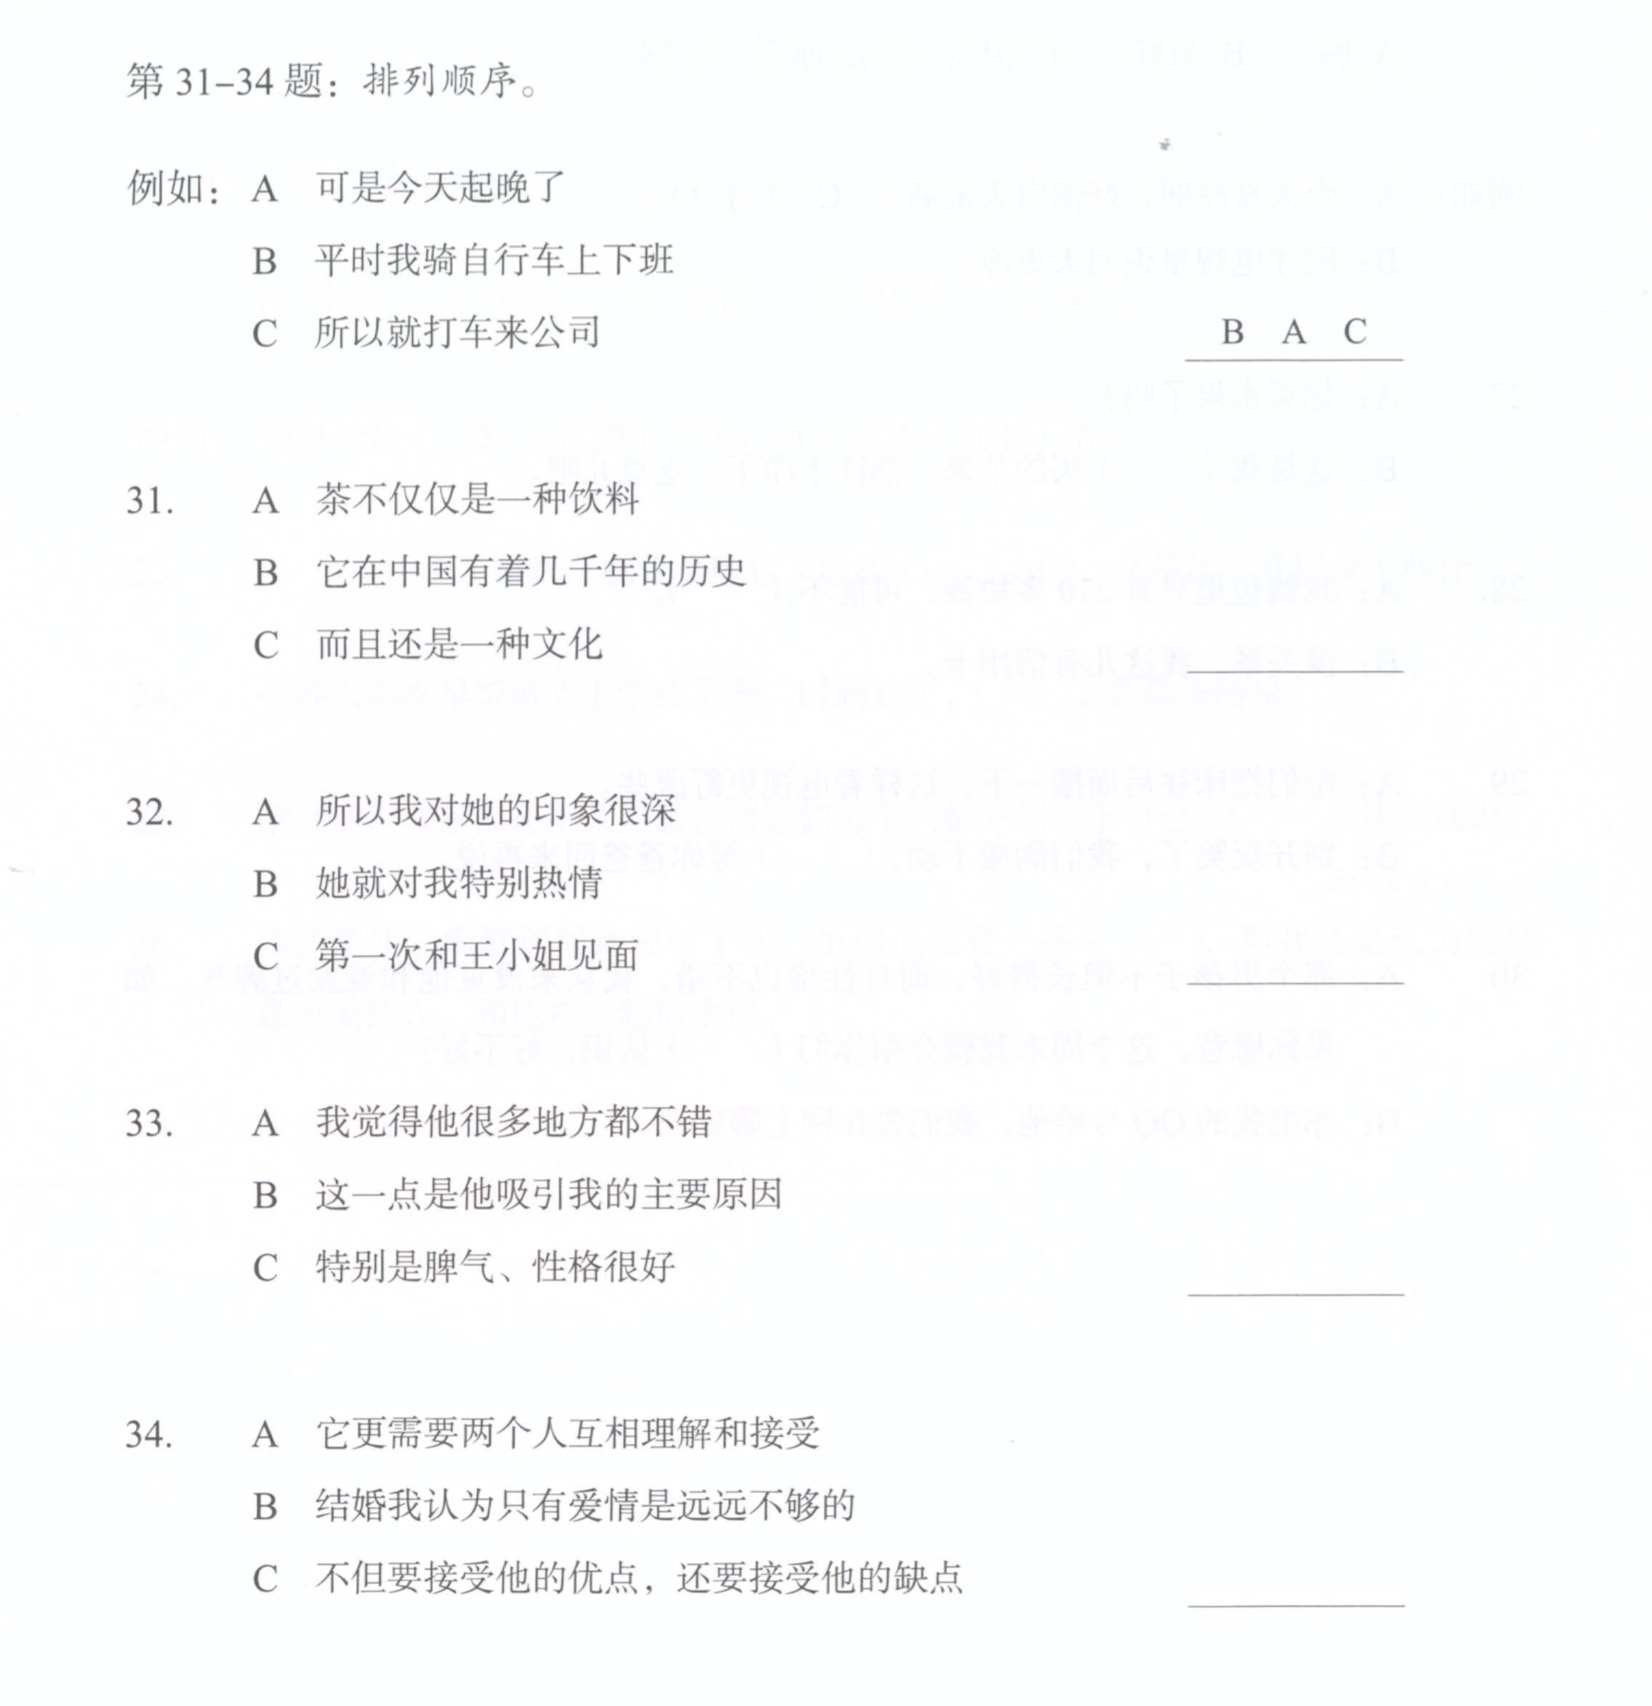 第 31–34 题：排列顺序。
例如： A 可是今天起晚了
B 平时我骑自行车上下班
C 所以就打车来公司 B A C
31. A 茶不仅仅是一种饮料
B 它在中国有着几千年的历史
C 而且还是一种文化
32. A 所以我对她的印象很深
B 她就对我特别热情
C 第一次和王小姐见面
33. A 我觉得他很多地方都不错
B 这一点是他吸引我的主要原因
C 特别是脾气、性格很好
34. A 它更需要两个人互相理解和接受
B 结婚我认为只有爱情是远远不够的
C 不但要接受他的优点，还要接受他的缺点